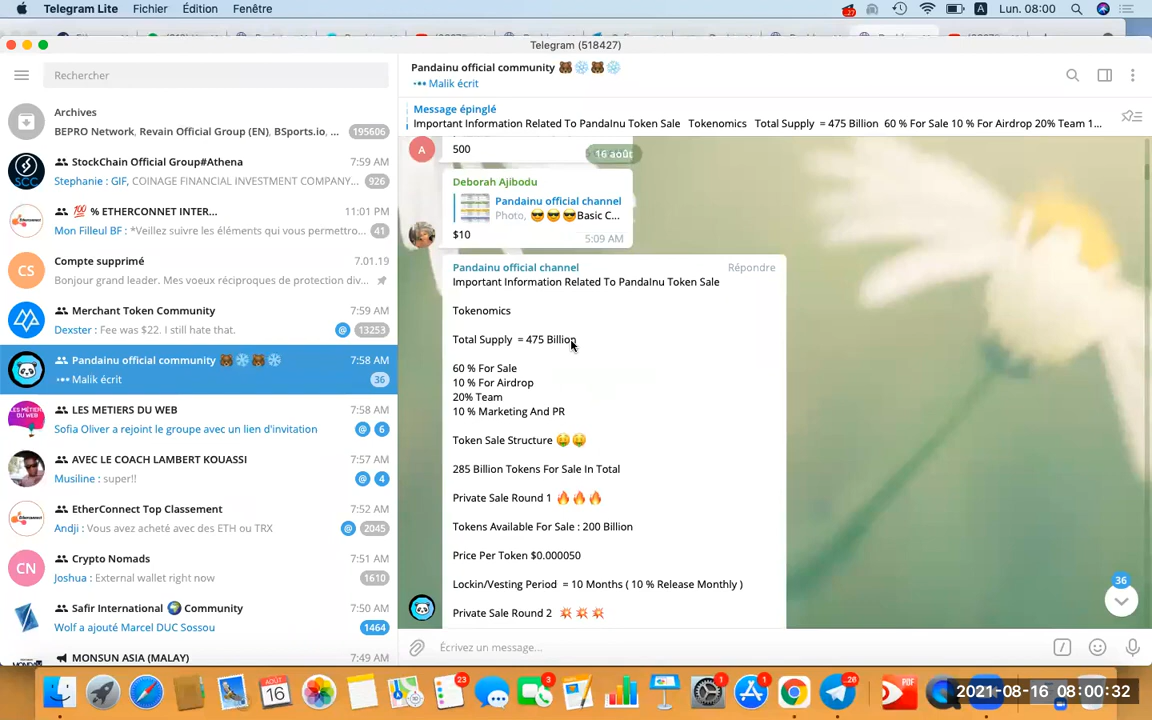 Telegram Lite Fichier Édition Fenêtre
27
A
Lun. 08:00
Telegram (518427)
Rechercher
Archives
BEPRO Network, Revain Official Group (EN), BSports.io, ...
195606
StockChain Official Group#Athena
7:59 AM
Stephanie : GIF, COINAGE FINANCIAL INVESTMENT COMPANY...
926
SCC
💯 % ETHERCONNET INTER...
11:01 PM
Mon Filleul BF : *Veuillez suivre les éléments qui vous permettro...
41
CS
Compte supprimé
7.01.19
Bonjour grand leader. Mes voeux réciproques de protection div...
Merchant Token Community
7:59 AM
Dexster : Fee was $22. I still hate that.
@ 13253
Pandainu official community 🐻❄️🐻❄️
7:58 AM
Malik écrit
36
LES METIERS DU WEB
7:58 AM
Sofia Oliver a rejoint le groupe avec un lien d'invitation
@ 6
AVEC LE COACH LAMBERT KOUASSI
7:57 AM
Musiline : super!!
@ 4
EtherConnect Top Classement
7:52 AM
Andji : Vous avez acheté avec des ETH ou TRX
@ 2045
CN
Crypto Nomads
7:51 AM
Joshua : External wallet right now
1610
Safir International 🌍 Community
7:50 AM
Wolf a ajouté Marcel DUC Sossou
1464
MONSUN ASIA (MALAY)
7:49 AM
Pandainu official community 🐻❄️🐻❄️
Malik écrit
Message épinglé
Important Information Related To PandaInu Token Sale Tokenomics Total Supply = 475 Billion 60 % For Sale 10 % For Airdrop 20% Team 1...
A
500
16 août
Deborah Ajibodu
Pandainu official channel
Photo, 😎😎😎Basic C...
$10
5:09 AM
Pandainu official channel
Répondre
Important Information Related To PandaInu Token Sale
Tokenomics
Total Supply = 475 Billion
60 % For Sale
10 % For Airdrop
20% Team
10 % Marketing And PR
Token Sale Structure 🤑🤑
285 Billion Tokens For Sale In Total
Private Sale Round 1 🔥🔥🔥
Tokens Available For Sale : 200 Billion
Price Per Token $0.000050
Lockin/Vesting Period = 10 Months ( 10 % Release Monthly )
Private Sale Round 2 💥💥💥
36
Écrivez un message...
AOÛT
16
23
3
1
1
26
PDF
2021-08-16 08:00:32